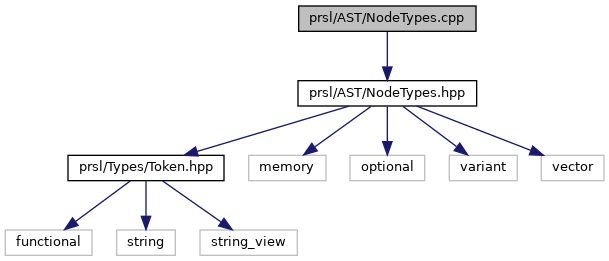 prsl/AST/NodeTypes.cpp
prsl/AST/NodeTypes.hpp
prsl/Types/Token.hpp
memory
optional
variant
vector
functional
string
string_view